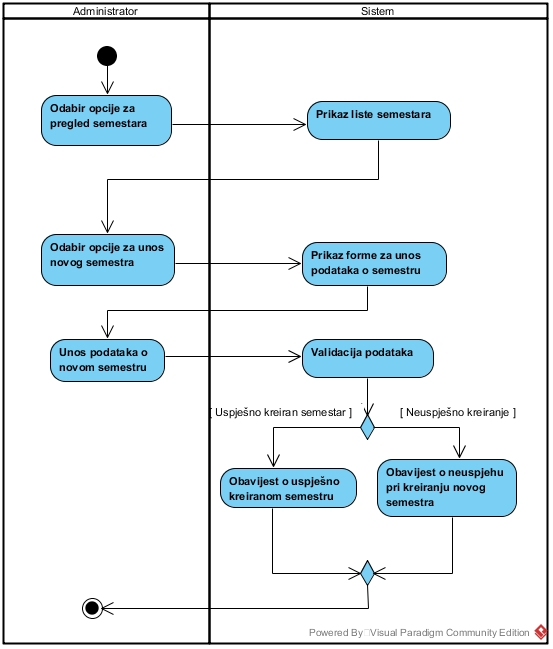 Administrator
Sistem
Odabir opcije za
pregled semestara
Prikaz liste semestara
Odabir opcije za unos
novog semestra
Prikaz forme za unos
podataka o semestru
Unos podataka o
novom semestru
Validacija podataka
[ Uspješno kreiran semestar ]
[ Neuspješno kreiranje ]
Obavijest o uspješno
kreiranom semestru
Obavijest o neuspjehu
pri kreiranju novog
semestra
Powered By Visual Paradigm Community Edition